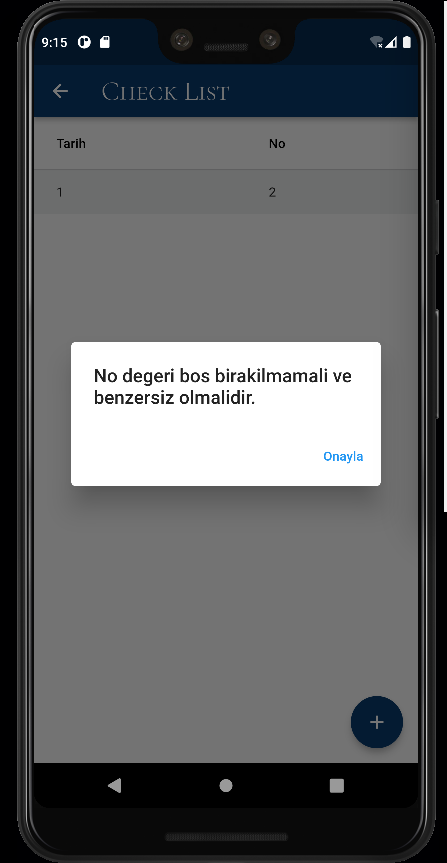 9:15
Check List
Tarih No
1 2
No degeri bos birakilmamali ve
benzersiz olmalidir.
Onayla